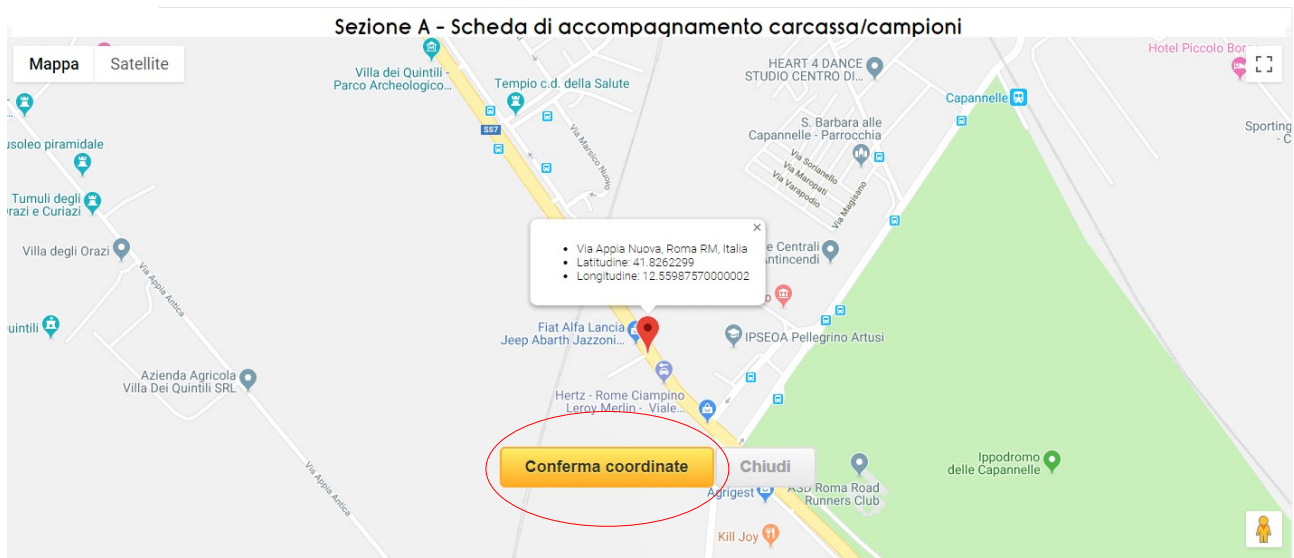 Sezione A - Scheda di accompagnamento carcassa/campioni
Mappa
Satellite
Hotel Piccolo
Villa dei Quintili -
Parco Archeologico...
Tempio c.d. della Salute
HEART 4 DANCE
STUDIO CENTRO DI...
Capannelle
SS7
Via Marsico Nuovo
S. Barbara alle
Capannelle - Parrocchia
Sporting
- C
usoleo piramidale
Via Sorianello
Via Maropati
Via Varapodio
Via Magisano
Tumuli degli
razi e Curiazi
Villa degli Orazi
Via Appia Antica
×
Via Appia Nuova, Roma RM, Italia
Latitudine: 41.8262299
Longitudine: 12.55987570000002
e Centrali
Antincendi
o
uintili
Fiat Alfa Lancia
Jeep Abarth Jazzoni...
IPSEOA Pellegrino Artusi
Azienda Agricola
Villa Dei Quintili SRL
Hertz - Rome Ciampino
Leroy Merlin - Viale...
Conferma coordinate
Chiudi
Ippodromo
delle Capannelle
Via Appia Antica
Agrigest
ASD Roma Road
Runners Club
Kill Joy